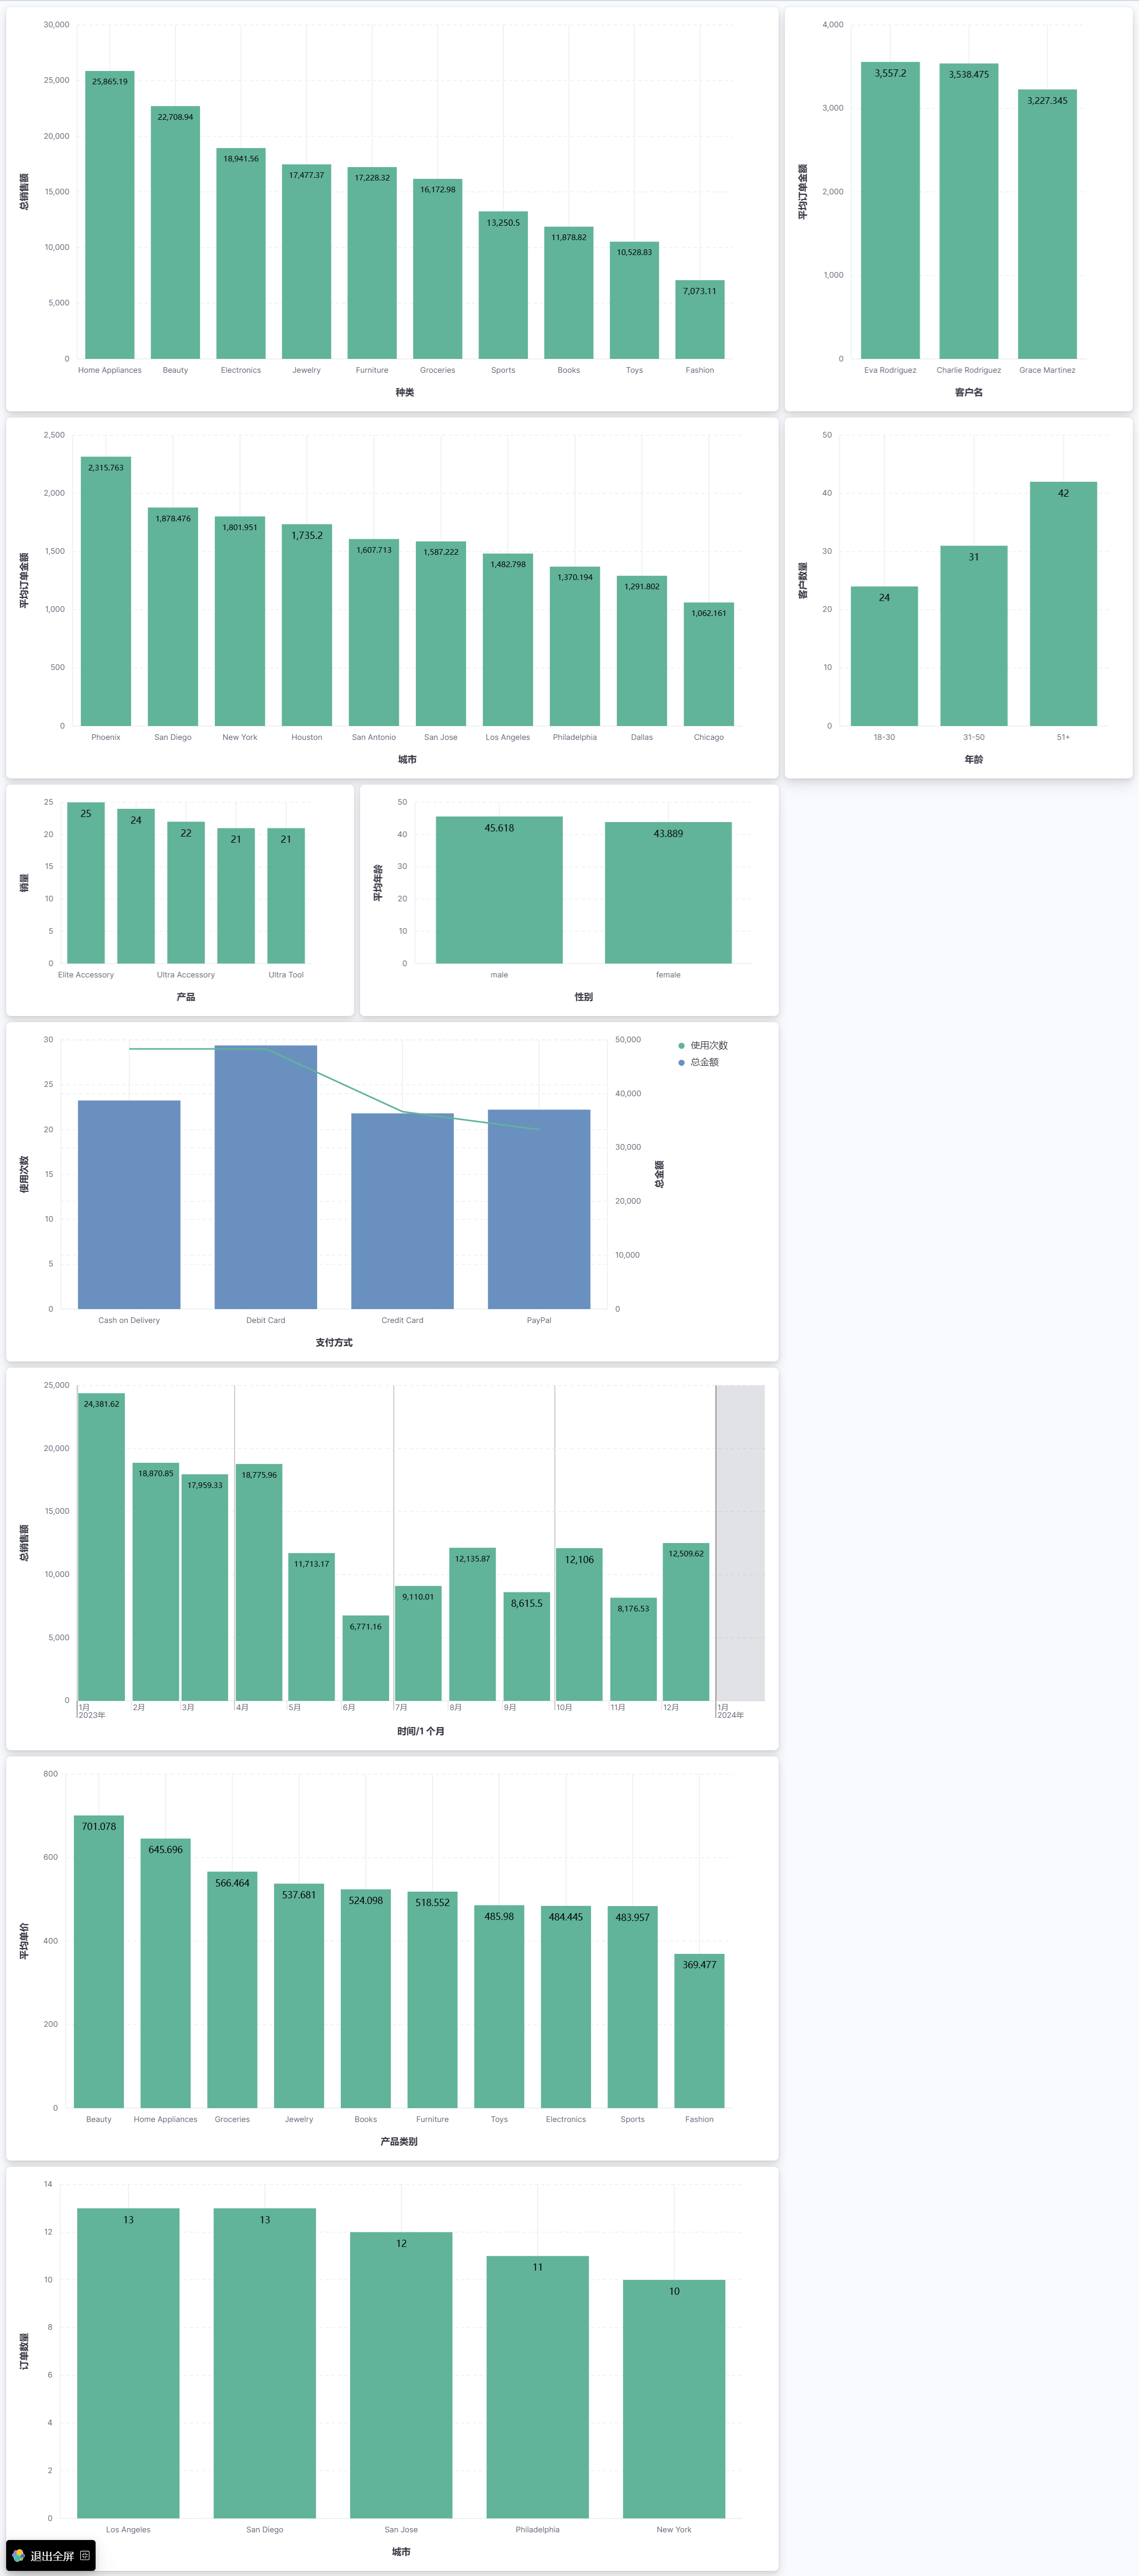 总销售额
30,000
25,000
20,000
15,000
10,000
5,000
0
25,865.19
22,708.94
18,941.56
17,477.37
17,228.32
16,172.98
13,250.5
11,878.82
10,528.83
7,073.11
Home Appliances
Beauty
Electronics
Jewelry
Furniture
Groceries
Sports
Books
Toys
Fashion
种类
平均订单金额
4,000
3,000
2,000
1,000
0
3,557.2
3,538.475
3,227.345
Eva Rodriguez
Charlie Rodriguez
Grace Martinez
客户名
平均订单金额
2,500
2,000
1,500
1,000
500
0
2,315.763
1,878.476
1,801.951
1,735.2
1,607.713
1,587.222
1,482.798
1,370.194
1,291.802
1,062.161
Phoenix
San Diego
New York
Houston
San Antonio
San Jose
Los Angeles
Philadelphia
Dallas
Chicago
城市
客户数量
50
40
30
20
10
0
24
31
42
18-30
31-50
51+
年龄
销量
25
20
15
10
5
0
25
24
22
21
21
Elite Accessory
Ultra Accessory
Ultra Tool
产品
平均年龄
50
40
30
20
10
0
45.618
43.889
male
female
性别
使用次数
30
25
20
15
10
5
0
50,000
40,000
30,000
20,000
10,000
0
总金额
使用次数
总金额
Cash on Delivery
Debit Card
Credit Card
PayPal
支付方式
总销售额
25,000
20,000
15,000
10,000
5,000
0
24,381.62
18,870.85
17,959.33
18,775.96
11,713.17
6,771.16
9,110.01
12,135.87
8,615.5
12,106
8,176.53
12,509.62
1月
2023年
2月
3月
4月
5月
6月
7月
8月
9月
10月
11月
12月
1月
2024年
时间/1 个月
平均单价
800
600
400
200
0
701.078
645.696
566.464
537.681
524.098
518.552
485.98
484.445
483.957
369.477
Beauty
Home Appliances
Groceries
Jewelry
Books
Furniture
Toys
Electronics
Sports
Fashion
产品类别
订单数量
14
12
10
8
6
4
2
0
13
13
12
11
10
Los Angeles
San Diego
San Jose
Philadelphia
New York
城市
退出全屏